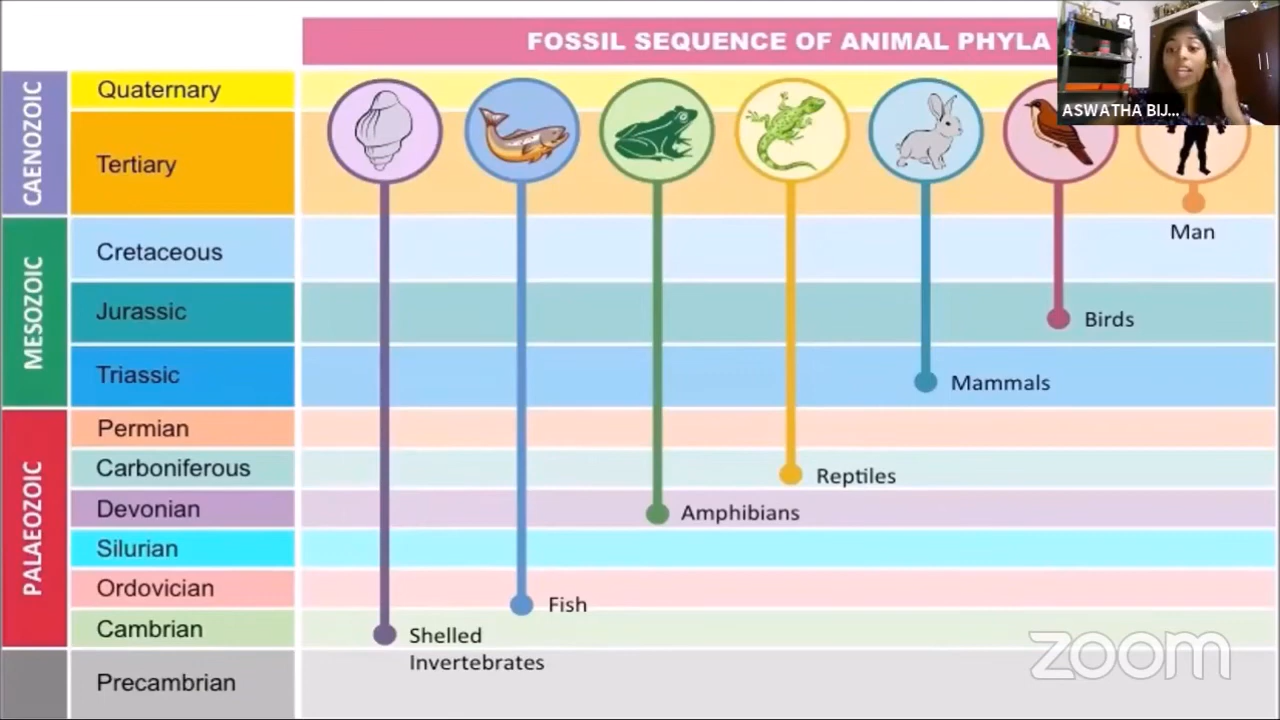 FOSSIL SEQUENCE OF ANIMAL PHYLA
ASWATHA BIJ...
CAENOZOIC
Quaternary
Tertiary
Man
MESOZOIC
Cretaceous
Jurassic
Birds
Triassic
Mammals
PALAEOZOIC
Permian
Carboniferous
Reptiles
Devonian
Amphibians
Silurian
Ordovician
Fish
Cambrian
Shelled
Invertebrates
Precambrian
zoom